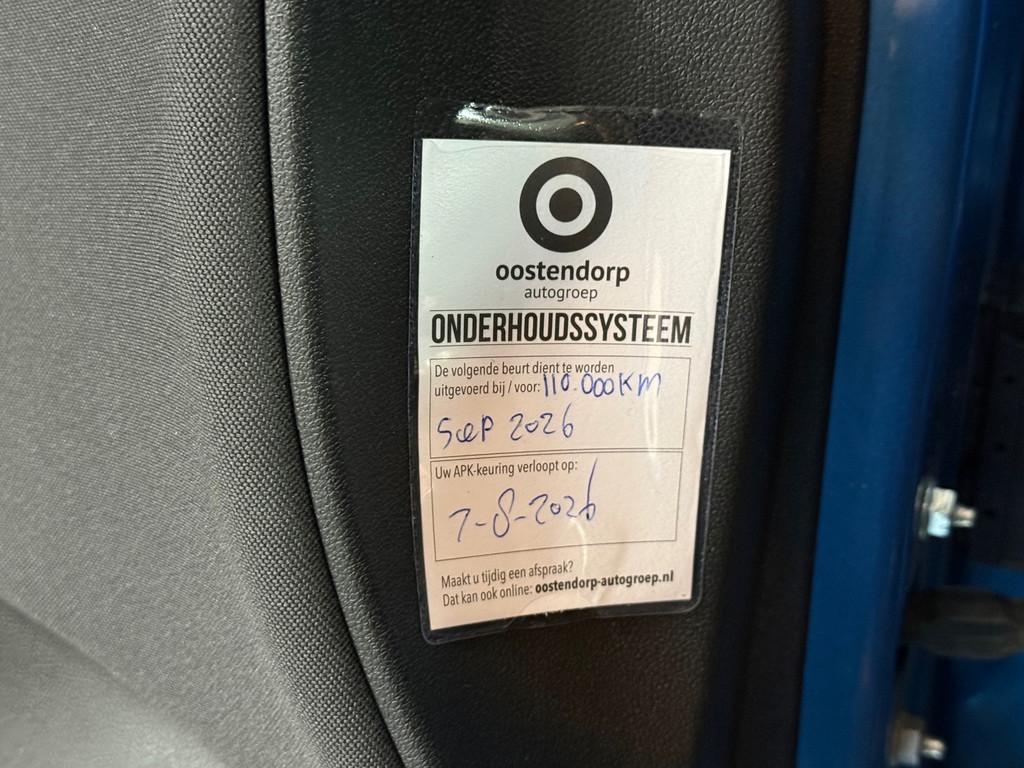 oostendorp
autogroep
ONDERHOUDSSYSTEEM
De volgende beurt dient te worden
uitgevoerd bij / voor: 110.000KM
Sep 2026
Uw APK-keuring verloopt op:
7-8-2026
Maakt u tijdig een afspraak?
Dat kan ook online: oostendorp-autogroep.nl